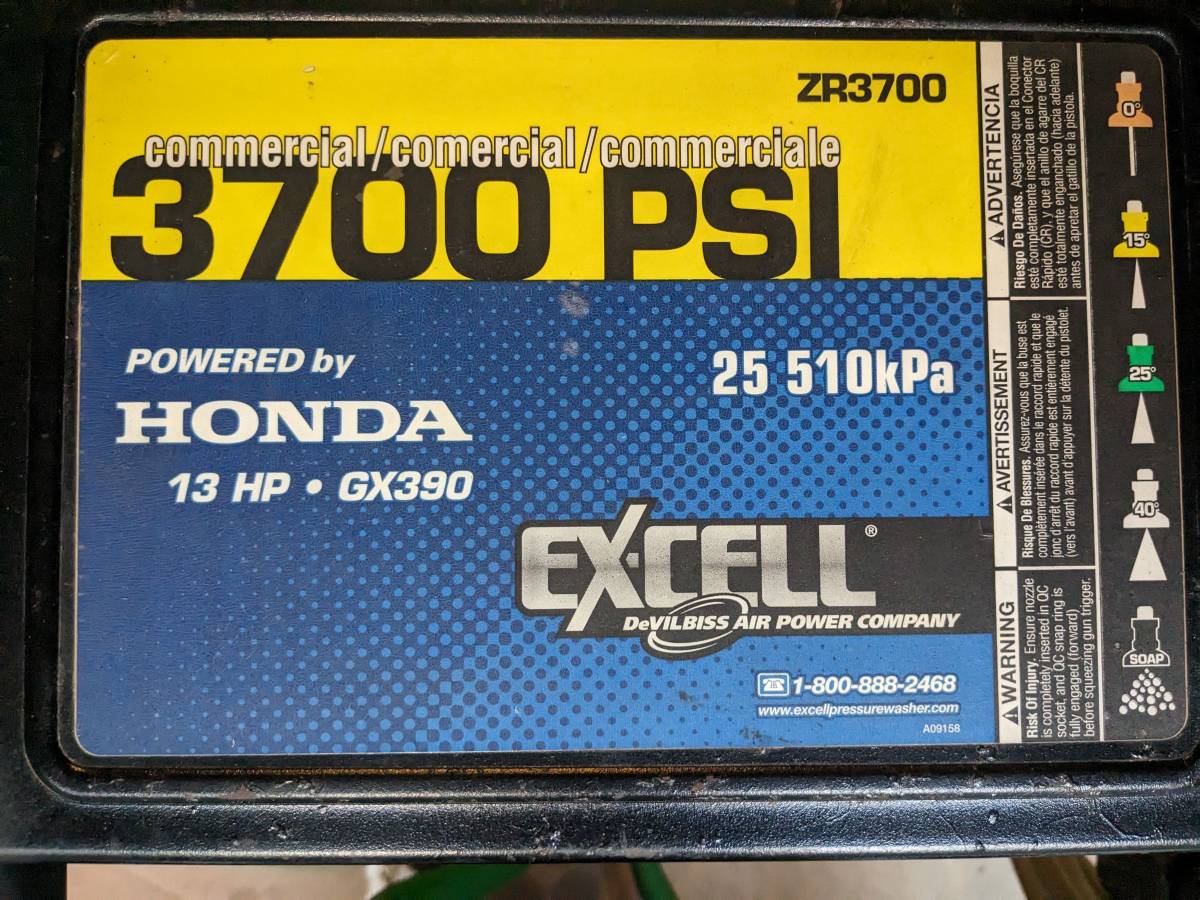 ZR3700
commercial/comercial/commerciale
3700 PSI
POWERED by
HONDA
13 HP • GX390
25 510kPa
EX-CELL®
DeVILBISS AIR POWER COMPANY
1-800-888-2468
www.excellpressurewasher.com
A09158
ADVERTENCIA
Riesgo De Daños. Asegúrese que la boquilla
esté completamente insertada en el Conector
Rápido (CR), y que el anillo de agarre del CR
esté totalmente enganchado (hacia adelante)
antes de apretar el gatillo de la pistola.
AVERTISSEMENT
Risque De Blessures. Assurez-vous que la buse est
complètement insérée dans le raccord rapide et que le
jonc d'arrêt du raccord rapide est entièrement engagé
(vers l'avant) avant d'appuyer sur la détente du pistolet.
WARNING
Risk Of Injury. Ensure nozzle
is completely inserted in QC
socket, and QC snap ring is
fully engaged (forward)
before squeezing gun trigger.
0°
15°
25°
40°
SOAP